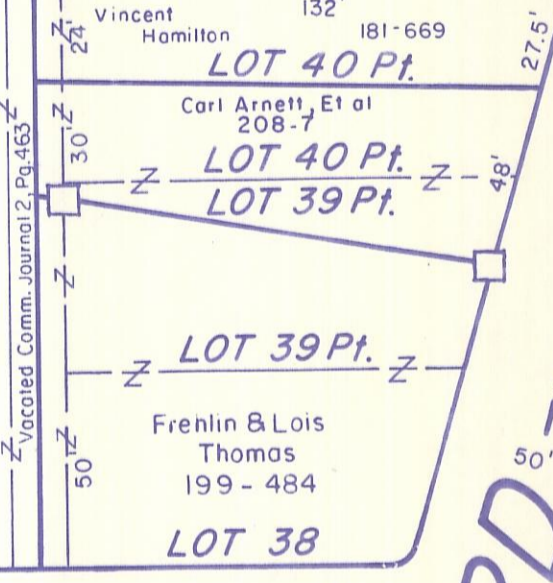 24'
Vincent
Hamilton
132
181-669
27.5'
LOT 40 Pt.
Carl Arnett, Et al
208-7
30'
LOT 40 Pt.
48'
LOT 39 Pt.
Vacated Comm. Journal 2, Pg. 463
LOT 39 Pt.
Frehlin & Lois
Thomas
199 - 484
50'
50'
LOT 38